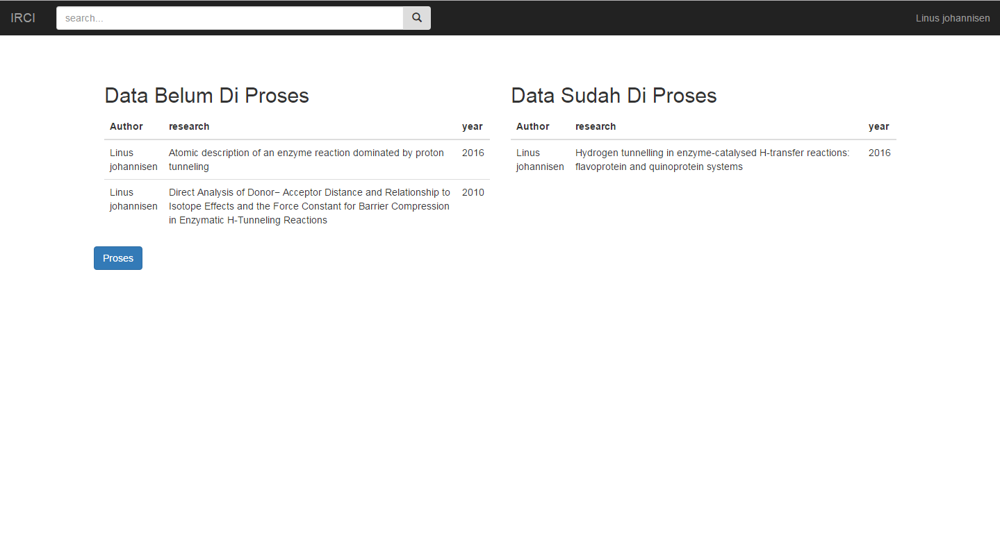 IRCI search... Linus johannisen
Data Belum Di Proses
Author research year
Linus johannisen Atomic description of an enzyme reaction dominated by proton 2016
tunneling
Linus johannisen Direct Analysis of Donor− Acceptor Distance and Relationship to 2010
Isotope Effects and the Force Constant for Barrier Compression
in Enzymatic H-Tunneling Reactions
Proses
Data Sudah Di Proses
Author research year
Linus johannisen Hydrogen tunnelling in enzyme-catalysed H-transfer reactions: 2016
flavoprotein and quinoprotein systems